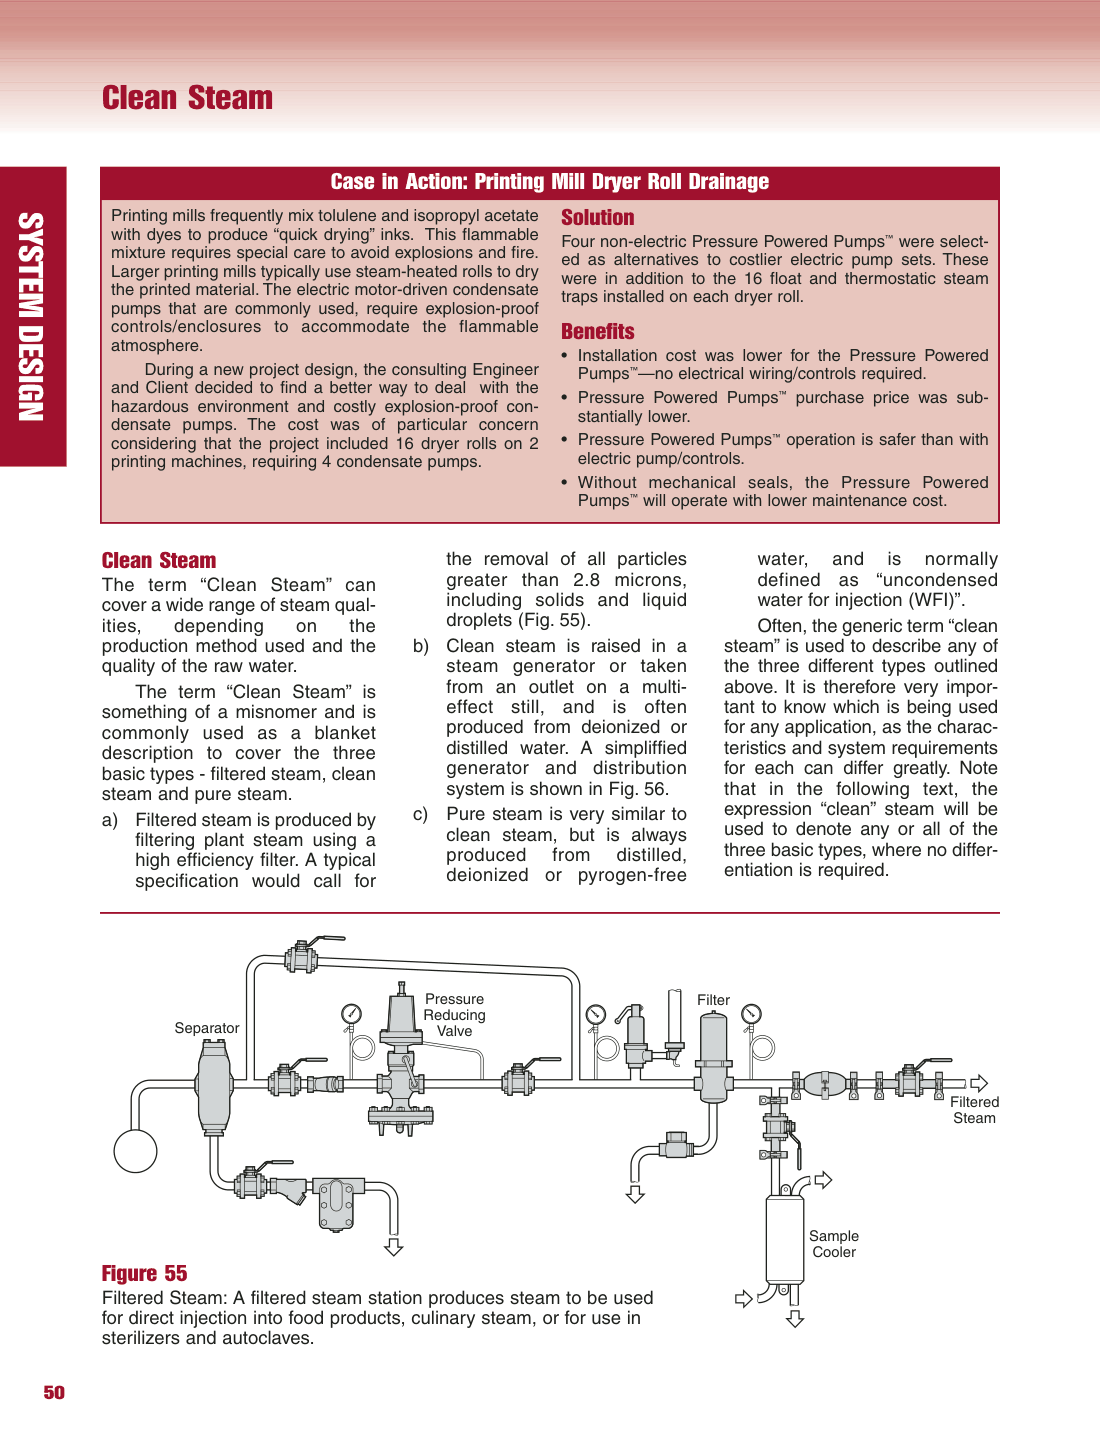 Clean Steam
SYSTEM DESIGN
Case in Action: Printing Mill Dryer Roll Drainage
Printing mills frequently mix tolulene and isopropyl acetate
with dyes to produce “quick drying” inks.  This flammable
mixture requires special care to avoid explosions and fire.
Larger printing mills typically use steam-heated rolls to dry
the printed material. The electric motor-driven condensate
pumps that are commonly used, require explosion-proof
controls/enclosures to accommodate the flammable
atmosphere.
During a new project design, the consulting Engineer
and Client decided to find a better way to deal  with the
hazardous environment and costly explosion-proof con-
densate pumps. The cost was of particular concern
considering that the project included 16 dryer rolls on 2
printing machines, requiring 4 condensate pumps.
Solution
Four non-electric Pressure Powered Pumps™ were select-
ed as alternatives to costlier electric pump sets. These
were in addition to the 16 float and thermostatic steam
traps installed on each dryer roll.
Benefits
• Installation cost was lower for the Pressure Powered
Pumps™—no electrical wiring/controls required.
• Pressure Powered Pumps™ purchase price was sub-
stantially lower.
• Pressure Powered Pumps™ operation is safer than with
electric pump/controls.
• Without mechanical seals, the Pressure Powered
Pumps™ will operate with lower maintenance cost.
Clean Steam
The term “Clean Steam” can
cover a wide range of steam qual-
ities, depending on the
production method used and the
quality of the raw water.
The term “Clean Steam” is
something of a misnomer and is
commonly used as a blanket
description to cover the three
basic types - filtered steam, clean
steam and pure steam.
a) Filtered steam is produced by
filtering plant steam using a
high efficiency filter. A typical
specification would call for
the removal of all particles
greater than 2.8 microns,
including solids and liquid
droplets (Fig. 55).
b) Clean steam is raised in a
steam generator or taken
from an outlet on a multi-
effect still, and is often
produced from deionized or
distilled water. A simpliffied
generator and distribution
system is shown in Fig. 56.
c) Pure steam is very similar to
clean steam, but is always
produced from distilled,
deionized or pyrogen-free
water, and is normally
defined as “uncondensed
water for injection (WFI)”.
Often, the generic term “clean
steam” is used to describe any of
the three different types outlined
above. It is therefore very impor-
tant to know which is being used
for any application, as the charac-
teristics and system requirements
for each can differ greatly. Note
that in the following text, the
expression “clean” steam will be
used to denote any or all of the
three basic types, where no differ-
entiation is required.
Separator
Pressure
Reducing
Valve
Filter
Filtered
Steam
Sample
Cooler
Figure 55
Filtered Steam: A filtered steam station produces steam to be used
for direct injection into food products, culinary steam, or for use in
sterilizers and autoclaves.
50